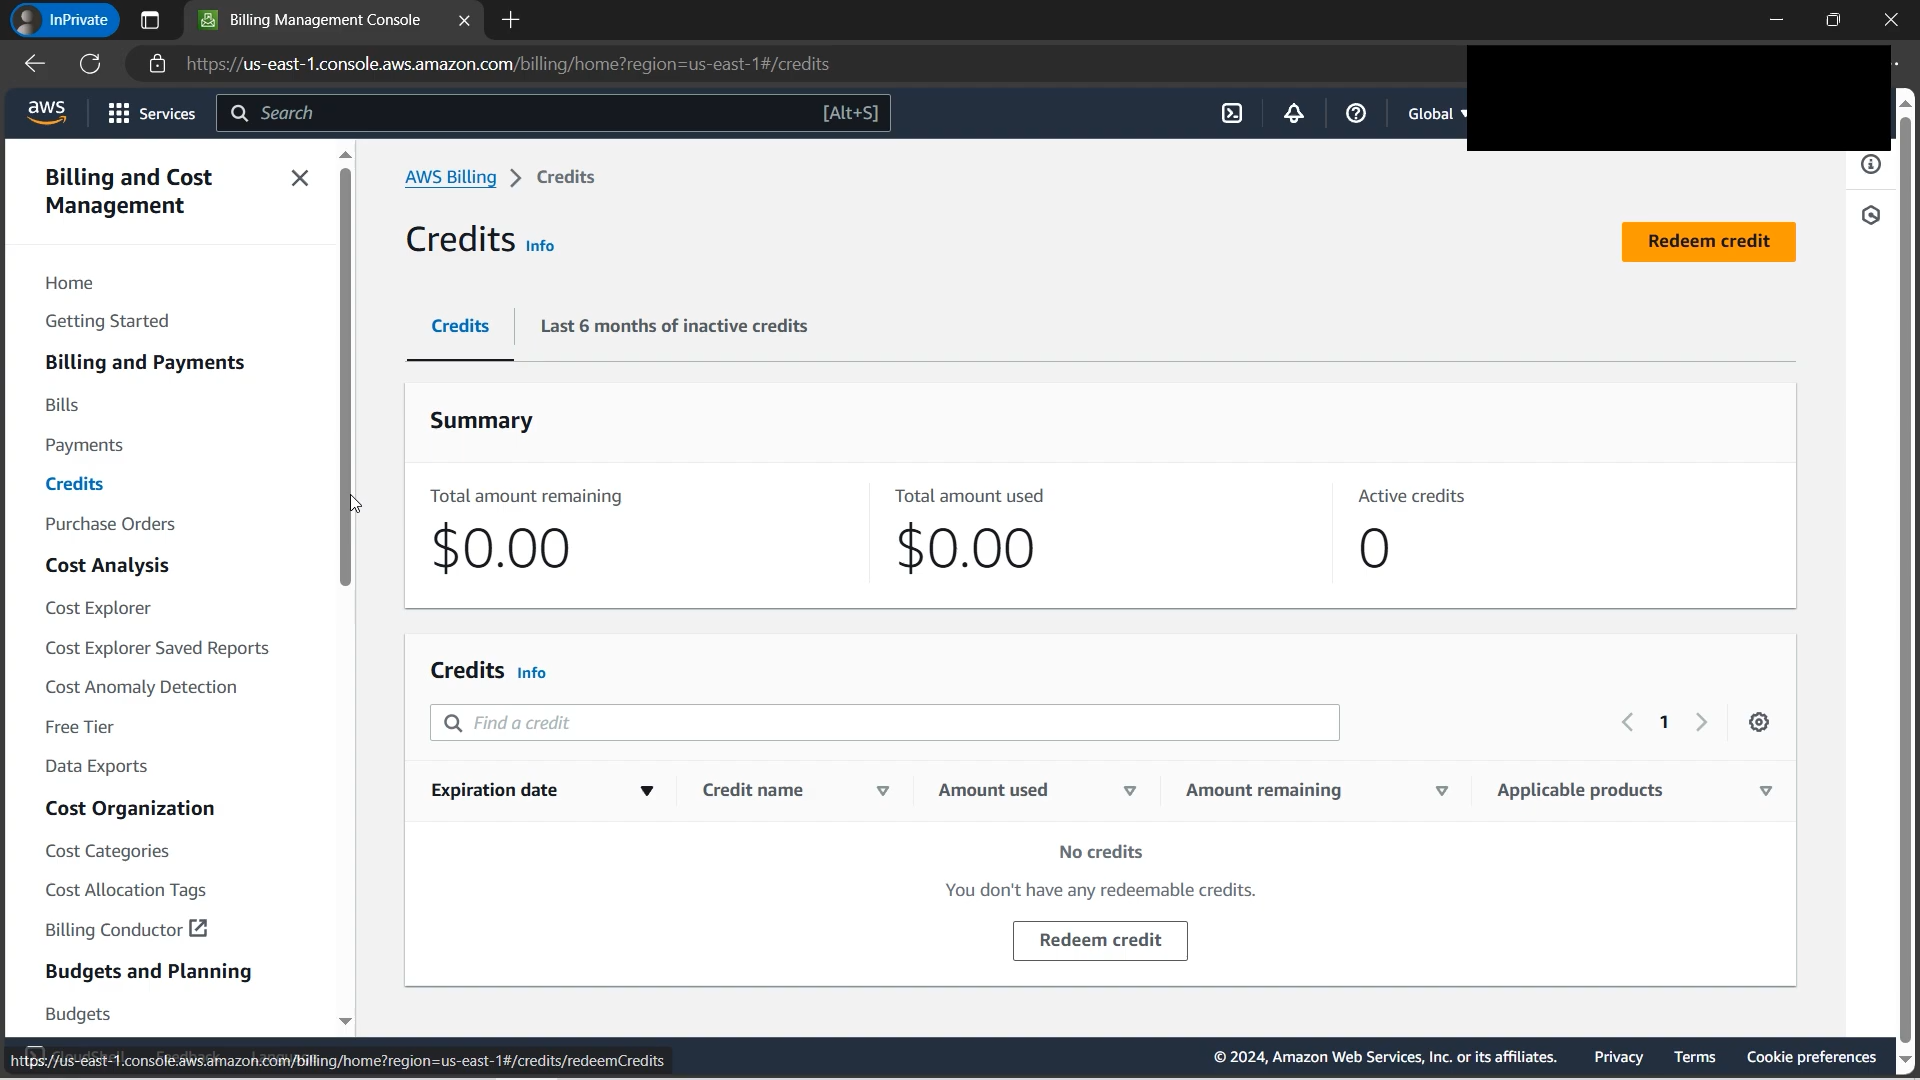 InPrivate
Billing Management Console
https://us-east-1.console.aws.amazon.com/billing/home?region=us-east-1#/credits
aws
Services
Search
[Alt+S]
Global
Billing and Cost
Management
Home
Getting Started
Billing and Payments
Bills
Payments
Credits
Purchase Orders
Cost Analysis
Cost Explorer
Cost Explorer Saved Reports
Cost Anomaly Detection
Free Tier
Data Exports
Cost Organization
Cost Categories
Cost Allocation Tags
Billing Conductor
Budgets and Planning
Budgets
AWS Billing > Credits
Credits Info
Redeem credit
Credits
Last 6 months of inactive credits
Summary
Total amount remaining
$0.00
Total amount used
$0.00
Active credits
0
Credits Info
Find a credit
1
Expiration date
Credit name
Amount used
Amount remaining
Applicable products
No credits
You don't have any redeemable credits.
Redeem credit
https://us-east-1.console.aws.amazon.com/billing/home?region=us-east-1#/credits/redeemCredits
© 2024, Amazon Web Services, Inc. or its affiliates.
Privacy
Terms
Cookie preferences